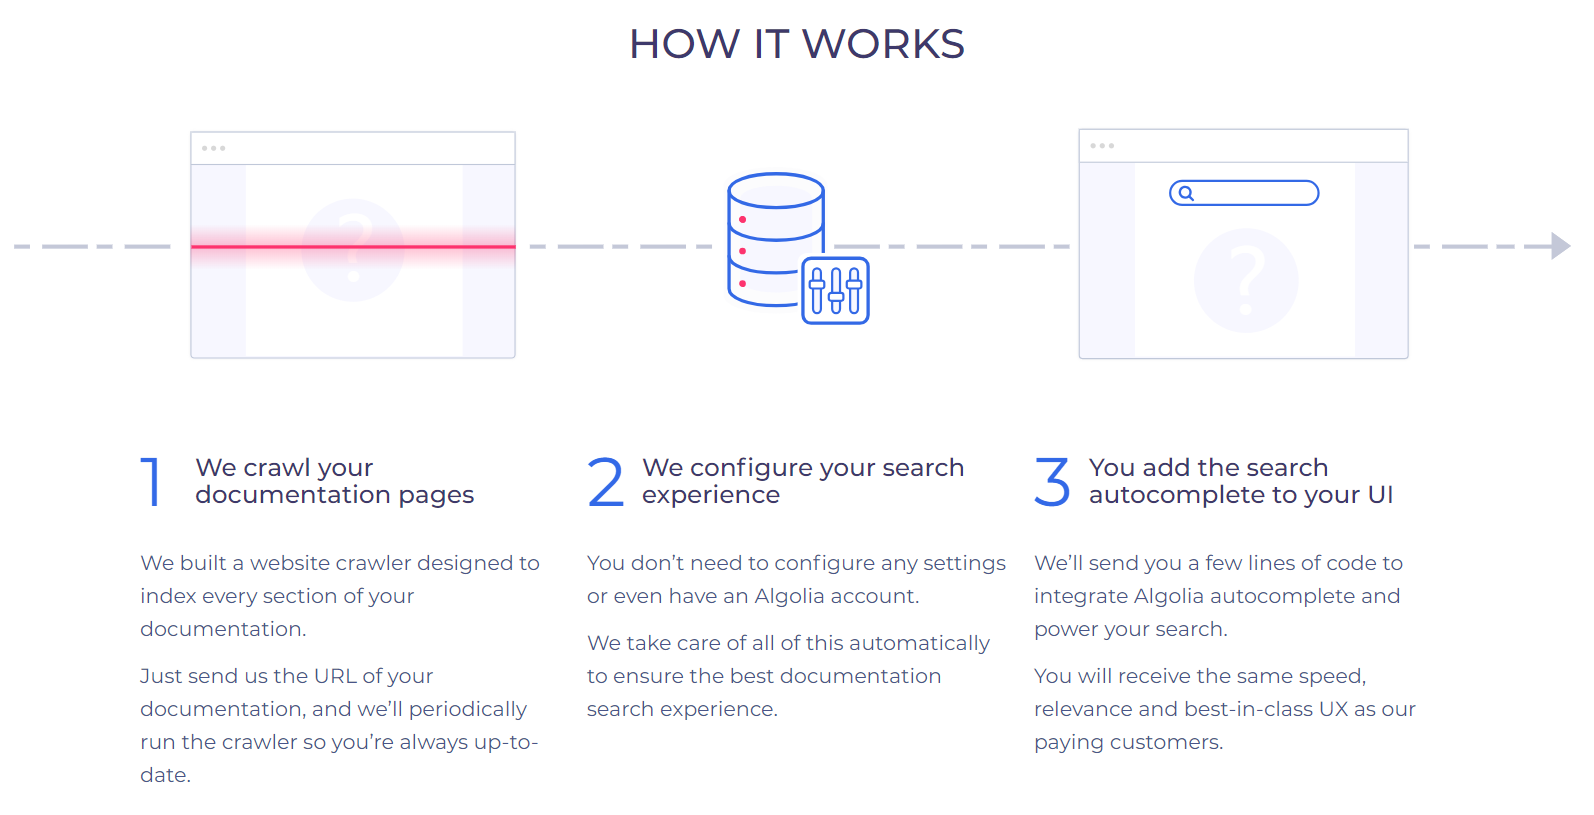 HOW IT WORKS
1
We crawl your
documentation pages
We built a website crawler designed to
index every section of your
documentation.
Just send us the URL of your
documentation, and we’ll periodically
run the crawler so you’re always up-to-
date.
2
We configure your search
experience
You don’t need to configure any settings
or even have an Algolia account.
We take care of all of this automatically
to ensure the best documentation
search experience.
3
You add the search
autocomplete to your UI
We’ll send you a few lines of code to
integrate Algolia autocomplete and
power your search.
You will receive the same speed,
relevance and best-in-class UX as our
paying customers.